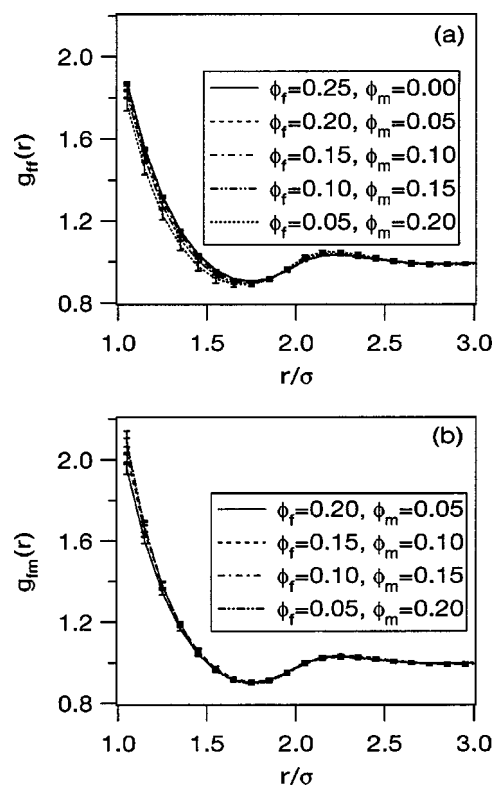 (a)
2.0
1.6
1.2
0.8
g_ff(r)
ϕ_f=0.25, ϕ_m=0.00
ϕ_f=0.20, ϕ_m=0.05
ϕ_f=0.15, ϕ_m=0.10
ϕ_f=0.10, ϕ_m=0.15
ϕ_f=0.05, ϕ_m=0.20
1.0 1.5 2.0 2.5 3.0
r/σ
(b)
2.0
1.6
1.2
0.8
g_fm(r)
ϕ_f=0.20, ϕ_m=0.05
ϕ_f=0.15, ϕ_m=0.10
ϕ_f=0.10, ϕ_m=0.15
ϕ_f=0.05, ϕ_m=0.20
1.0 1.5 2.0 2.5 3.0
r/σ